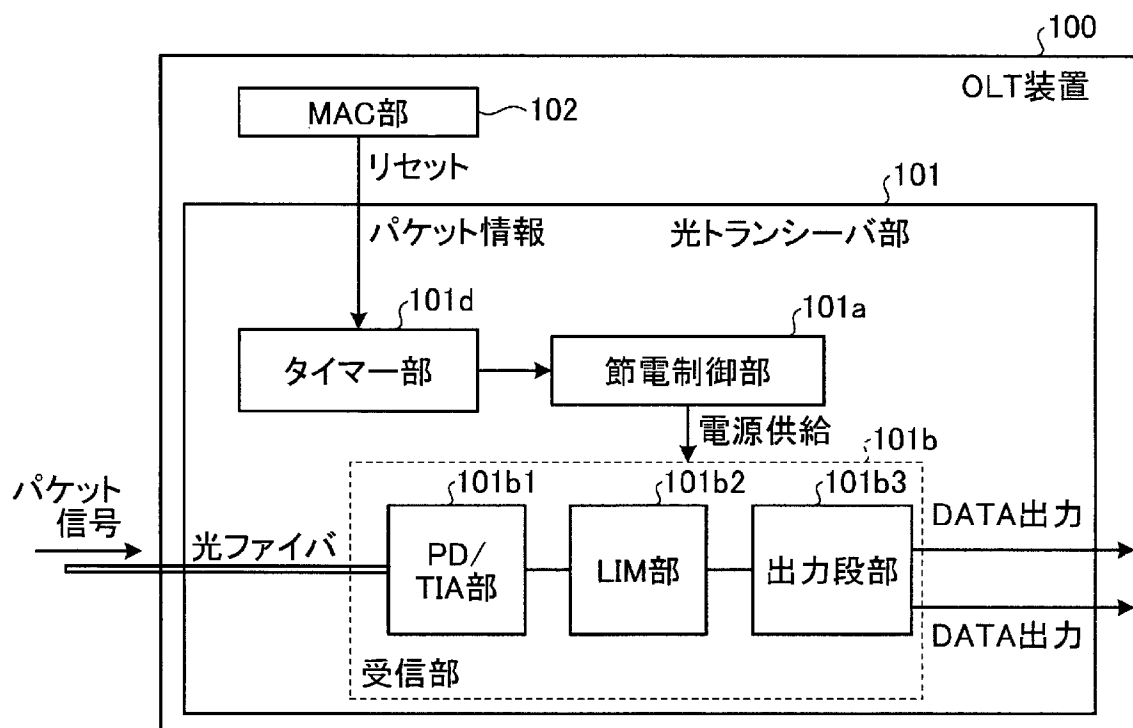 100
OLT装置
MAC部
102
リセット
101
パケット情報
光トランシーバ部
101d
101a
タイマー部
節電制御部
電源供給
101b
101b1
101b2
101b3
パケット
信号
光ファイバ
PD/
TIA部
LIM部
出力段部
DATA出力
DATA出力
受信部